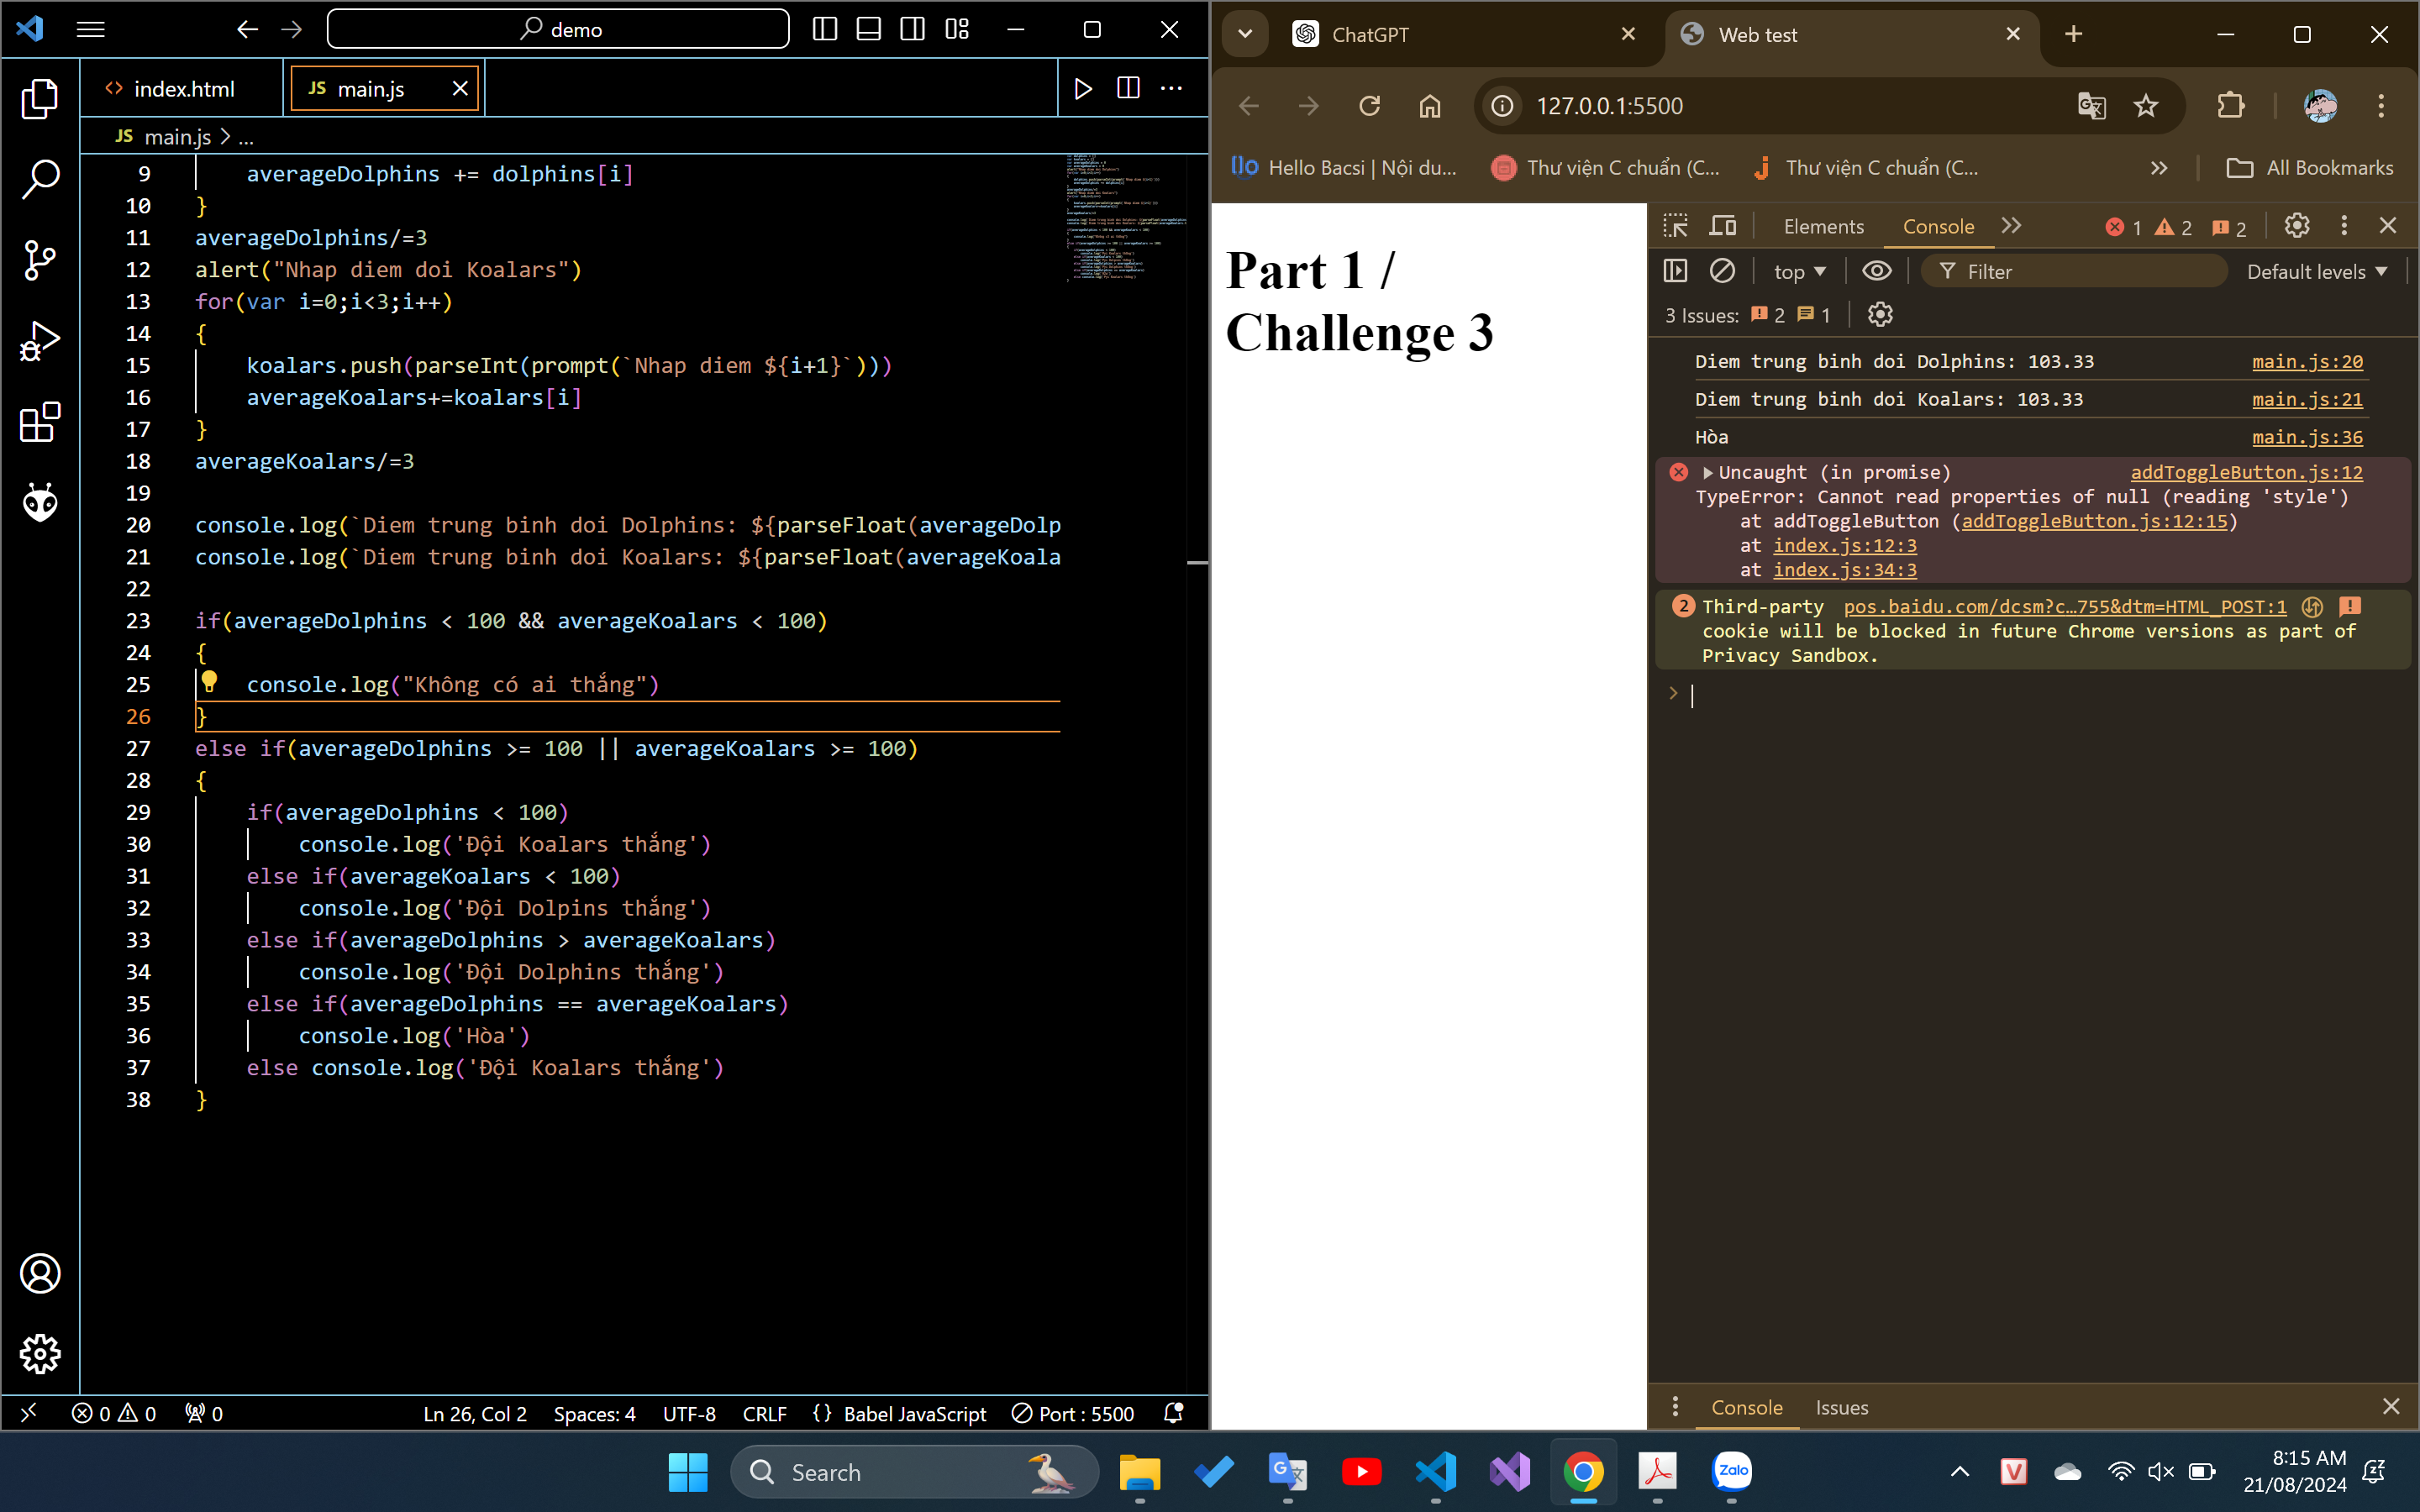 demo
index.html
JS main.js
JS main.js > ...
9 averageDolphins += dolphins[i]
10 }
11 averageDolphins/=3
12 alert("Nhap diem doi Koalars")
13 for(var i=0;i<3;i++)
14 {
15 koalars.push(parseInt(prompt(`Nhap diem ${i+1}`)))
16 averageKoalars+=koalars[i]
17 }
18 averageKoalars/=3
19
20 console.log(`Diem trung binh doi Dolphins: ${parseFloat(averageDolp
21 console.log(`Diem trung binh doi Koalars: ${parseFloat(averageKoala
22
23 if(averageDolphins < 100 && averageKoalars < 100)
24 {
25 console.log("Không có ai thắng")
26 }
27 else if(averageDolphins >= 100 || averageKoalars >= 100)
28 {
29 if(averageDolphins < 100)
30 console.log('Đội Koalars thắng')
31 else if(averageKoalars < 100)
32 console.log('Đội Dolpins thắng')
33 else if(averageDolphins > averageKoalars)
34 console.log('Đội Dolphins thắng')
35 else if(averageDolphins == averageKoalars)
36 console.log('Hòa')
37 else console.log('Đội Koalars thắng')
38 }
0 0 0
Ln 26, Col 2 Spaces: 4 UTF-8 CRLF {} Babel JavaScript Port : 5500
ChatGPT
Web test
127.0.0.1:5500
Hello Bacsi | Nội du...
Thư viện C chuẩn (C...
Thư viện C chuẩn (C...
All Bookmarks
Part 1 /
Challenge 3
Elements Console 1 2 2
top Filter Default levels
3 Issues: 2 1
Diem trung binh doi Dolphins: 103.33 main.js:20
Diem trung binh doi Koalars: 103.33 main.js:21
Hòa main.js:36
Uncaught (in promise) addToggleButton.js:12
TypeError: Cannot read properties of null (reading 'style')
at addToggleButton (addToggleButton.js:12:15)
at index.js:12:3
at index.js:34:3
2 Third-party pos.baidu.com/dcsm?c…755&dtm=HTML_POST:1
cookie will be blocked in future Chrome versions as part of
Privacy Sandbox.
>
Console Issues
Search
Zalo
V
8:15 AM
21/08/2024